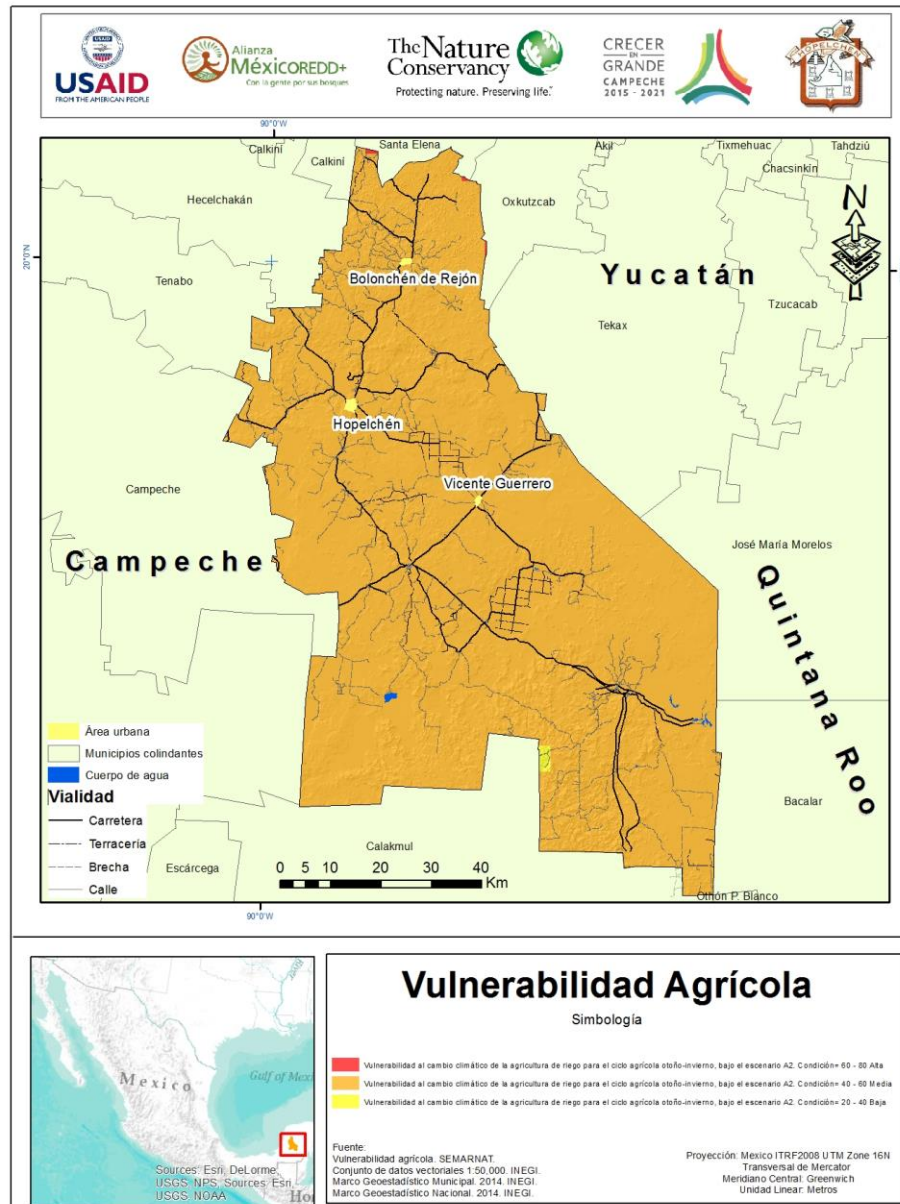 USAID
FROM THE AMERICAN PEOPLE
Alianza
MéxicoREDD+
Con la gente por sus bosques
The Nature
Conservancy
Protecting nature. Preserving life.
CRECER
EN
GRANDE
CAMPECHE
2015 - 2021
HOPELCHEN
90°0'W
Calkiní
Calkiní
Santa Elena
Akil
Tixmehuac
Tahdziú
Chacsinkín
Hecelchakán
Oxkutzcab
N
20°0'N
Bolonchén de Rejón
Yucatán
Tenabo
Tzucacab
Tekax
Hopelchén
Vicente Guerrero
Campeche
José María Morelos
Campeche
Quintana Roo
Área urbana
Municipios colindantes
Cuerpo de agua
Vialidad
Carretera
Terracería
Brecha
Calle
Bacalar
Calakmul
Escárcega
0 5 10 20 30 40
Km
Othón P. Blanco
90°0'W
Mexico
Gulf of Mexi
Sources: Esri, DeLorme,
USGS, NPS, Sources: Esri,
USGS, NOAA
Ho
Vulnerabilidad Agrícola
Simbología
Vulnerabilidad al cambio climático de la agricultura de riego para el ciclo agrícola otoño-invierno, bajo el escenario A2. Condición= 60 - 80 Alta
Vulnerabilidad al cambio climático de la agricultura de riego para el ciclo agrícola otoño-invierno, bajo el escenario A2. Condición= 40 - 60 Media
Vulnerabilidad al cambio climático de la agricultura de riego para el ciclo agrícola otoño-invierno, bajo el escenario A2. Condición= 20 - 40 Baja
Fuente:
Vulnerabilidad agrícola. SEMARNAT.
Conjunto de datos vectoriales 1:50,000. INEGI.
Marco Geoestadístico Municipal. 2014. INEGI.
Marco Geoestadístico Nacional. 2014. INEGI.
Proyección: Mexico ITRF2008 UTM Zone 16N
Transversal de Mercator
Meridiano Central: Greenwich
Unidad Linear: Metros